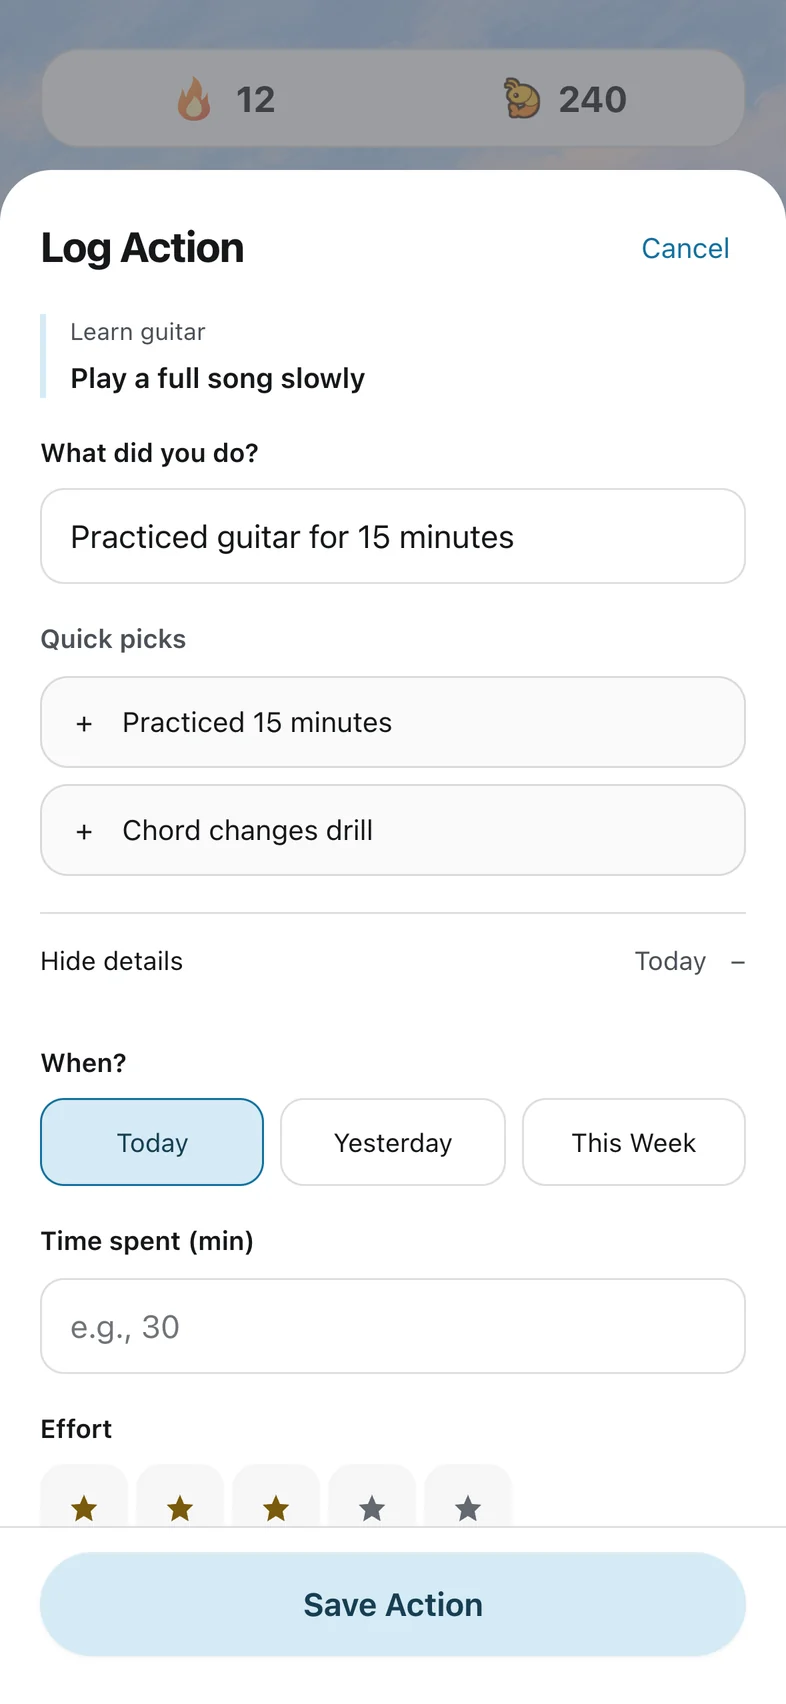 12
240
Log Action
Cancel
Learn guitar
Play a full song slowly
What did you do?
Practiced guitar for 15 minutes
Quick picks
+ Practiced 15 minutes
+ Chord changes drill
Hide details
Today –
When?
Today
Yesterday
This Week
Time spent (min)
e.g., 30
Effort
Save Action